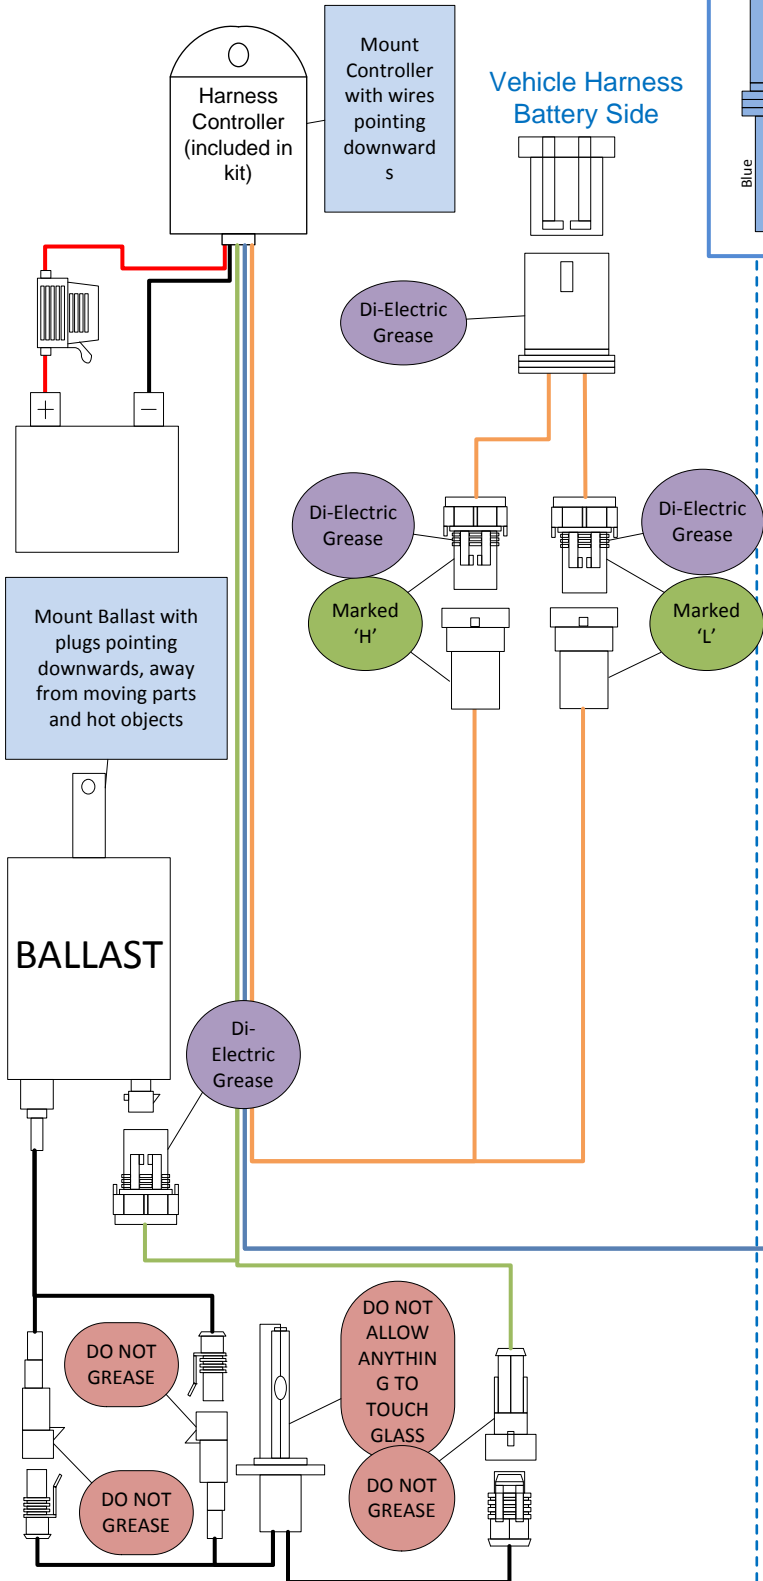 Harness
Controller
(included in
kit)
Mount
Controller
with wires
pointing
downward
s
Vehicle Harness
Battery Side
Blue
Di-Electric
Grease
+
−
Di-Electric
Grease
Di-Electric
Grease
Marked
'H'
Marked
'L'
Mount Ballast with
plugs pointing
downwards, away
from moving parts
and hot objects
BALLAST
Di-
Electric
Grease
DO NOT
GREASE
DO NOT
ALLOW
ANYTHIN
G TO
TOUCH
GLASS
DO NOT
GREASE
DO NOT
GREASE